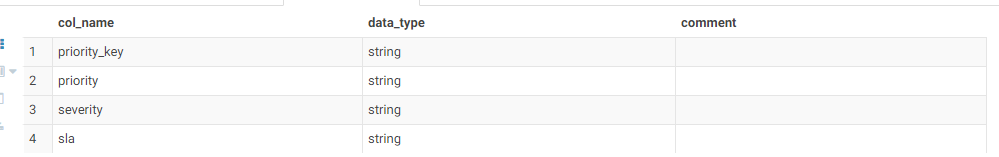 col_name data_type comment
1 priority_key string
2 priority string
3 severity string
4 sla string